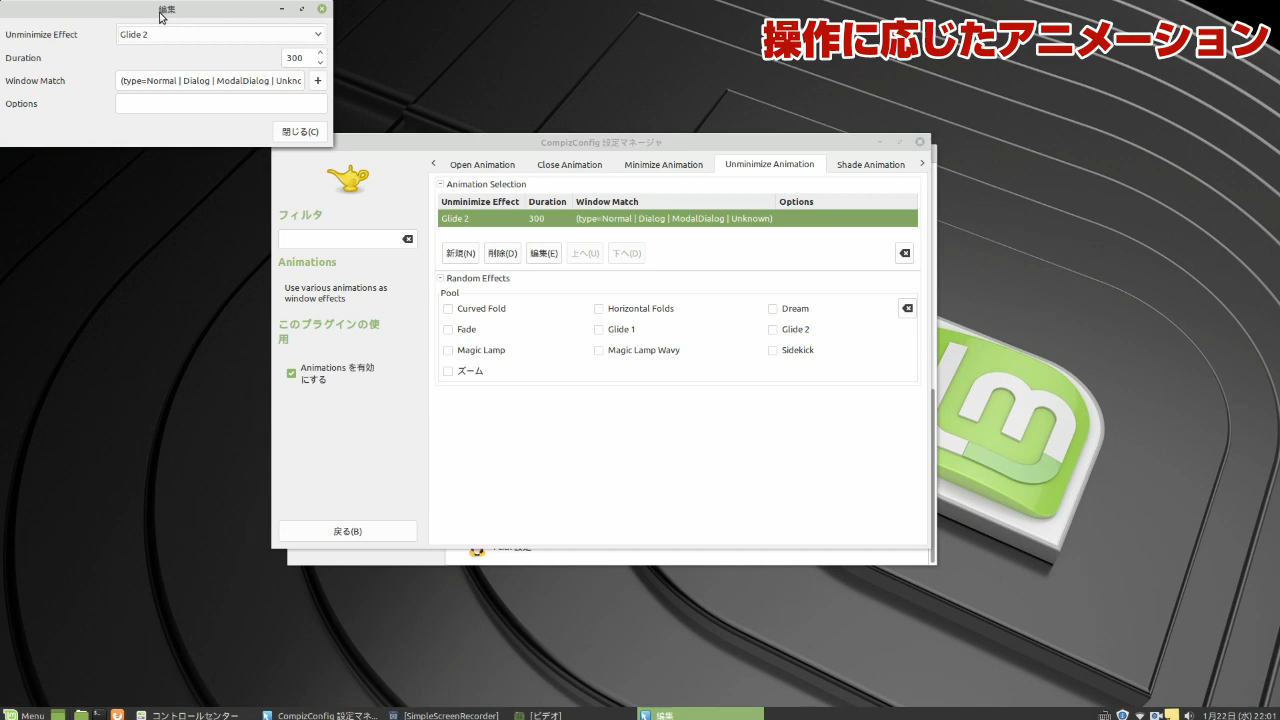 編集
操作に応じたアニメーション
Unminimize Effect
Glide 2
Duration
300
Window Match
(type=Normal | Dialog | ModalDialog | Unknc
+
Options
閉じる(C)
CompizConfig 設定マネージャ
フィルタ
Animations
Use various animations as
window effects
このプラグインの使
用
Animations を有効
にする
戻る(B)
Open Animation
Close Animation
Minimize Animation
Unminimize Animation
Shade Animation
Animation Selection
Unminimize Effect Duration Window Match Options
Glide 2 300 (type=Normal | Dialog | ModalDialog | Unknown)
新規(N) 削除(D) 編集(E) 上へ(U) 下へ(D)
Random Effects
Pool
Curved Fold Horizontal Folds Dream
Fade Glide 1 Glide 2
Magic Lamp Magic Lamp Wavy Sidekick
ズーム
Menu コントロールセンター CompizConfig 設定マネ... [SimpleScreenRecorder] [ビデオ] 編集 1月22日 (水) 22:01